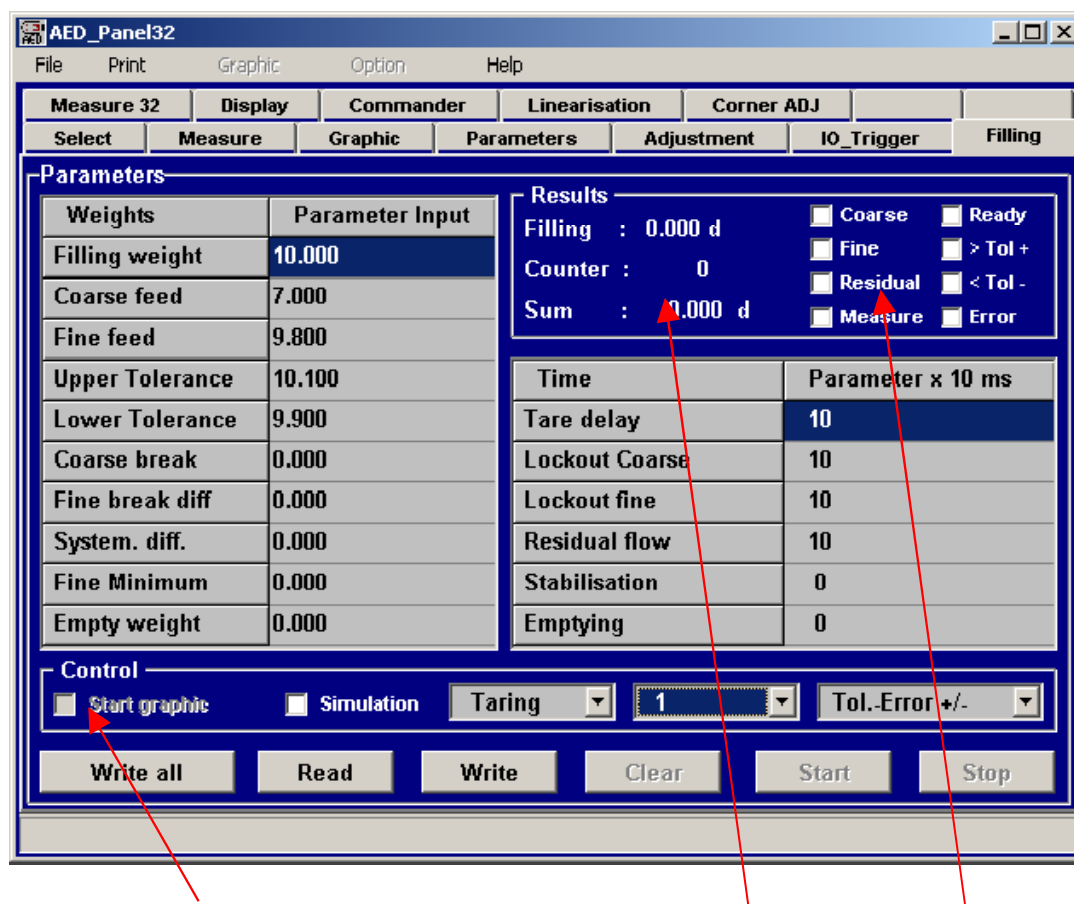 AED_Panel32
File Print Graphic Option Help
Measure 32 Display Commander Linearisation Corner ADJ
Select Measure Graphic Parameters Adjustment IO_Trigger Filling
Parameters
Weights Parameter Input
Filling weight 10.000
Coarse feed 7.000
Fine feed 9.800
Upper Tolerance 10.100
Lower Tolerance 9.900
Coarse break 0.000
Fine break diff 0.000
System. diff. 0.000
Fine Minimum 0.000
Empty weight 0.000
Results
Filling : 0.000 d
Counter : 0
Sum : 0.000 d
Coarse Ready
Fine > Tol +
Residual < Tol -
Measure Error
Time Parameter x 10 ms
Tare delay 10
Lockout Coarse 10
Lockout fine 10
Residual flow 10
Stabilisation 0
Emptying 0
Control
Start graphic Simulation Taring 1 Tol.-Error +/-
Write all Read Write Clear Start Stop